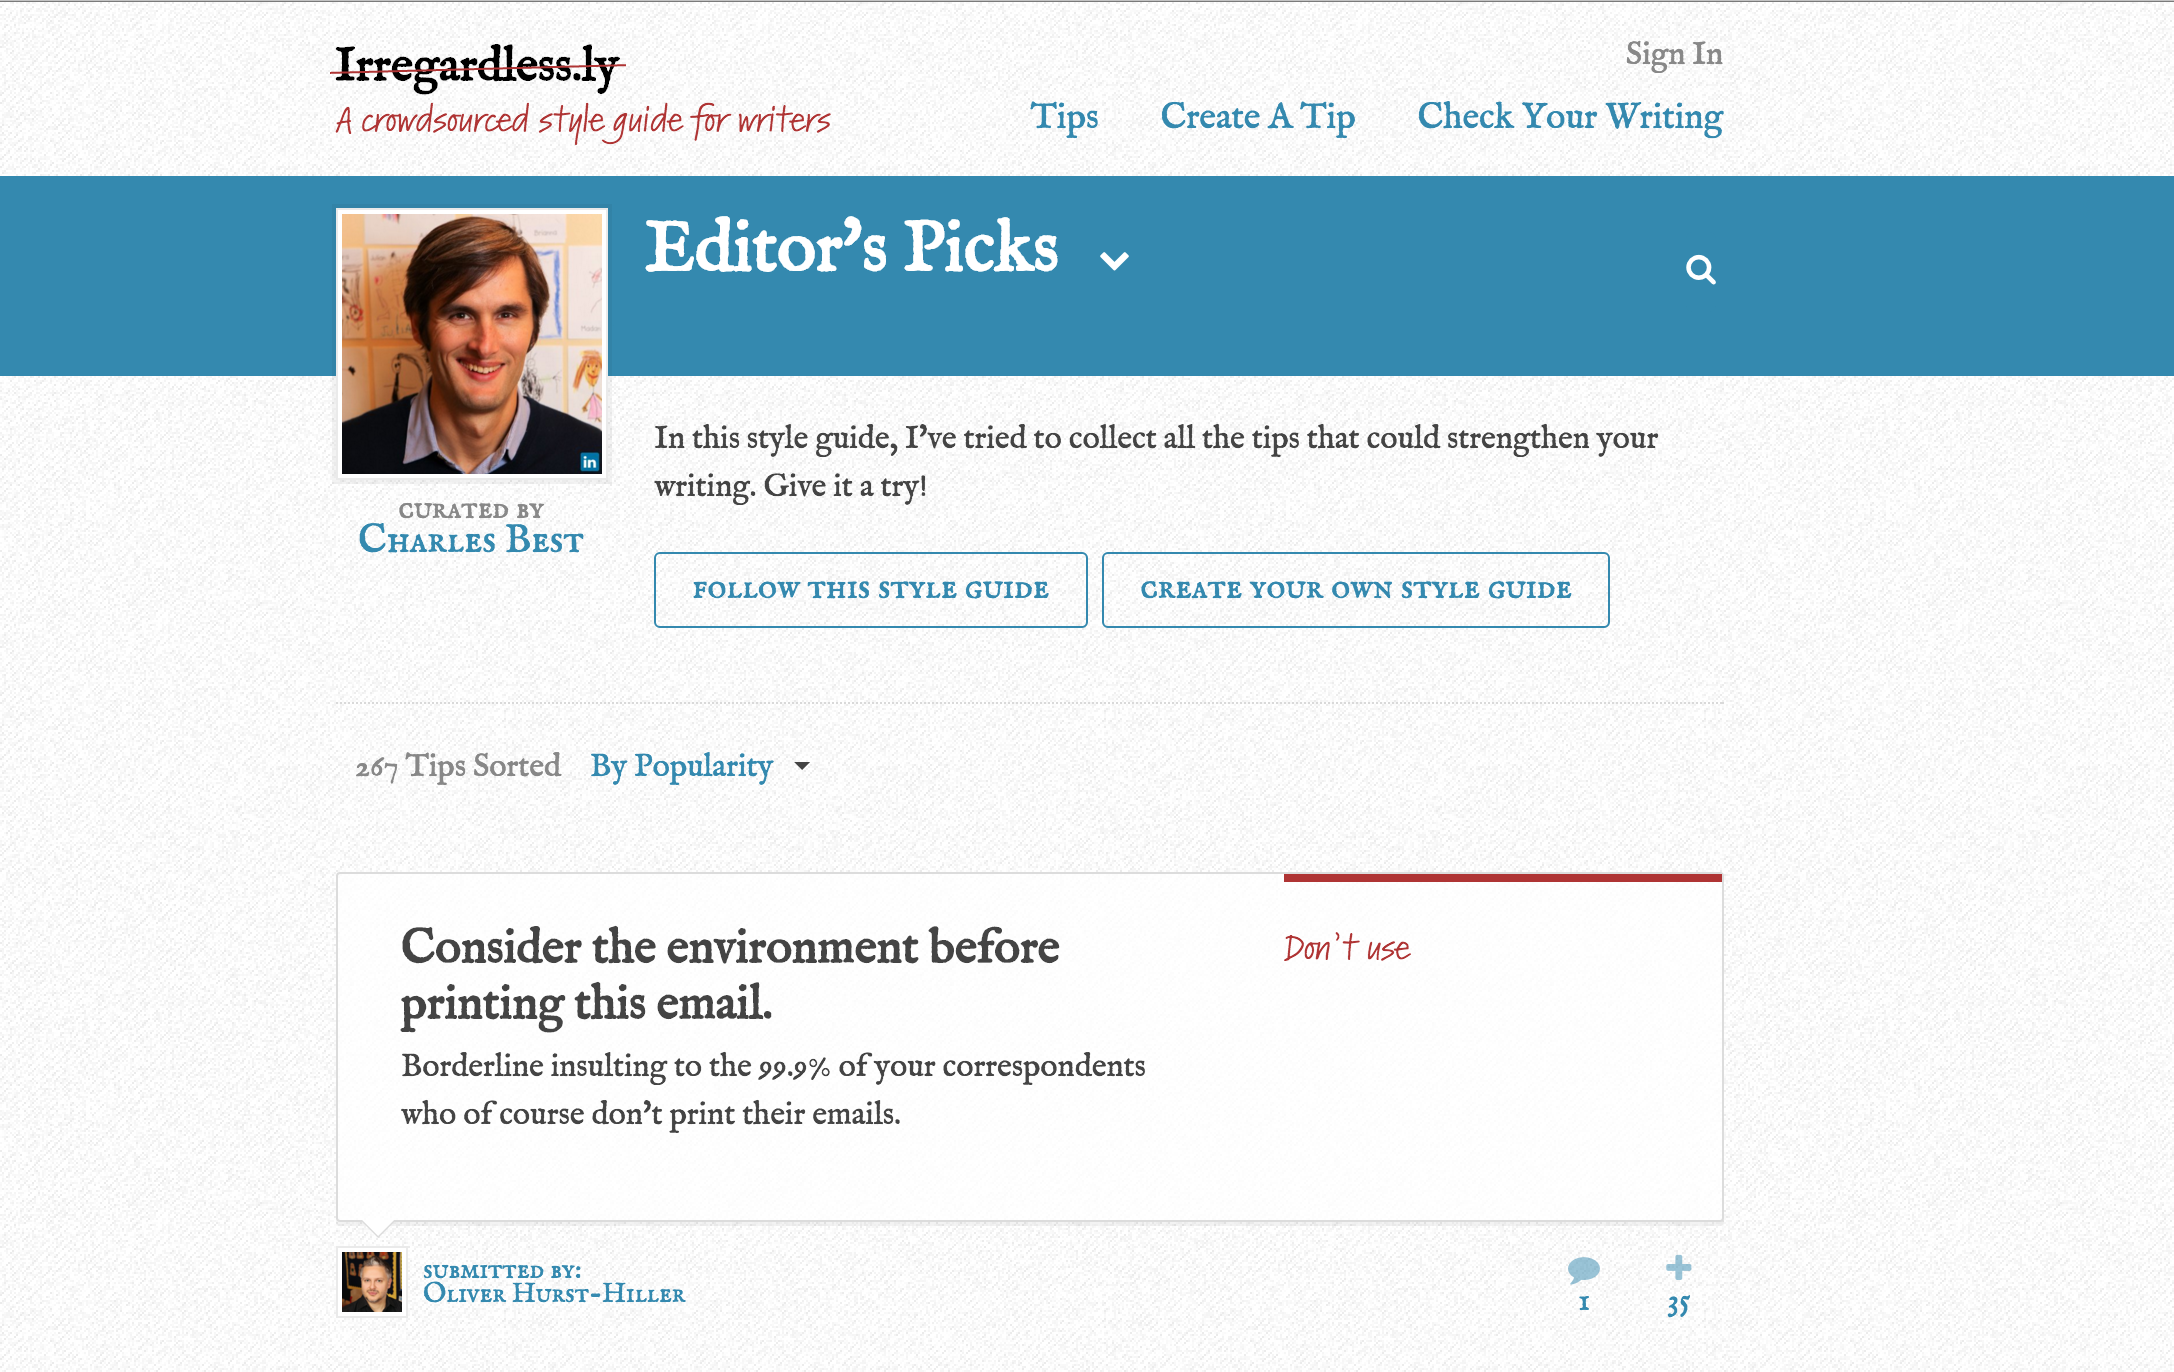 Irregardless.ly
A crowdsourced style guide for writers
Sign In
Tips
Create A Tip
Check Your Writing
Editor’s Picks
in
CURATED BY
CHARLES BEST
In this style guide, I’ve tried to collect all the tips that could strengthen your
writing. Give it a try!
FOLLOW THIS STYLE GUIDE
CREATE YOUR OWN STYLE GUIDE
267 Tips Sorted By Popularity
Consider the environment before
printing this email.
Don't use
Borderline insulting to the 99.9% of your correspondents
who of course don’t print their emails.
SUBMITTED BY:
OLIVER HURST-HILLER
1
35